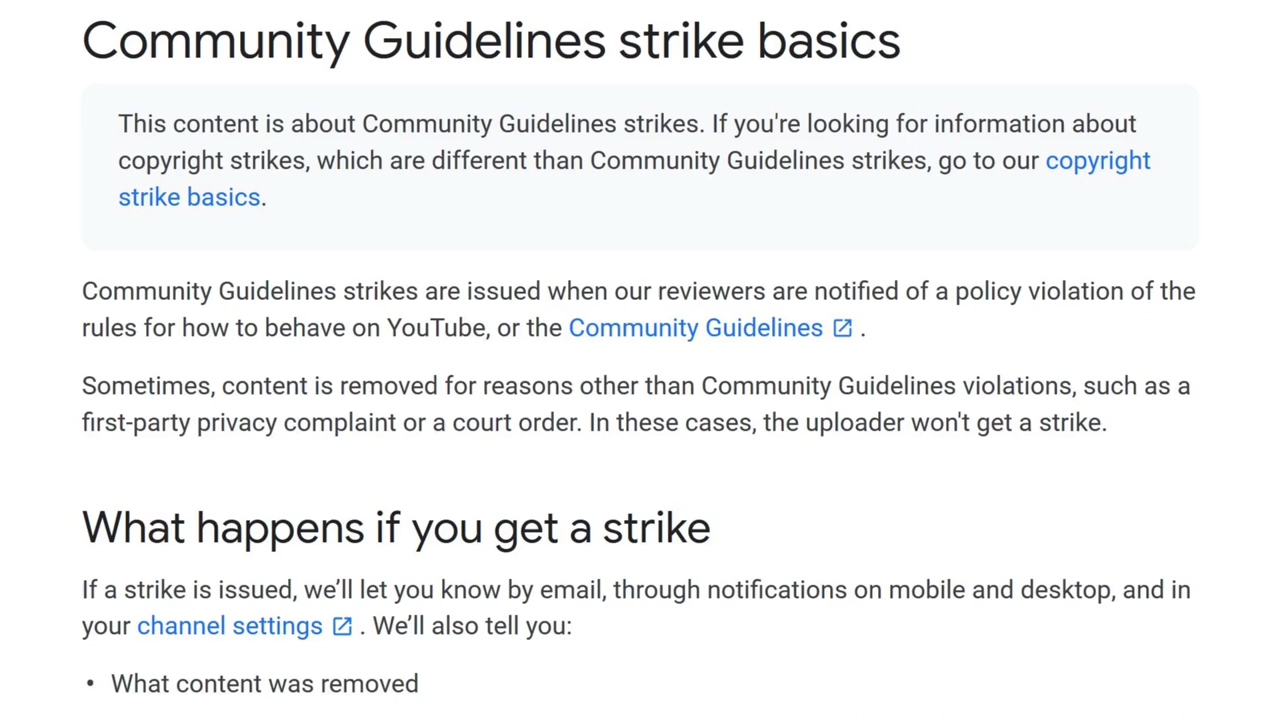 Community Guidelines strike basics
This content is about Community Guidelines strikes. If you're looking for information about
copyright strikes, which are different than Community Guidelines strikes, go to our copyright
strike basics.
Community Guidelines strikes are issued when our reviewers are notified of a policy violation of the
rules for how to behave on YouTube, or the Community Guidelines .
Sometimes, content is removed for reasons other than Community Guidelines violations, such as a
first-party privacy complaint or a court order. In these cases, the uploader won't get a strike.
What happens if you get a strike
If a strike is issued, we’ll let you know by email, through notifications on mobile and desktop, and in
your channel settings . We’ll also tell you:
• What content was removed